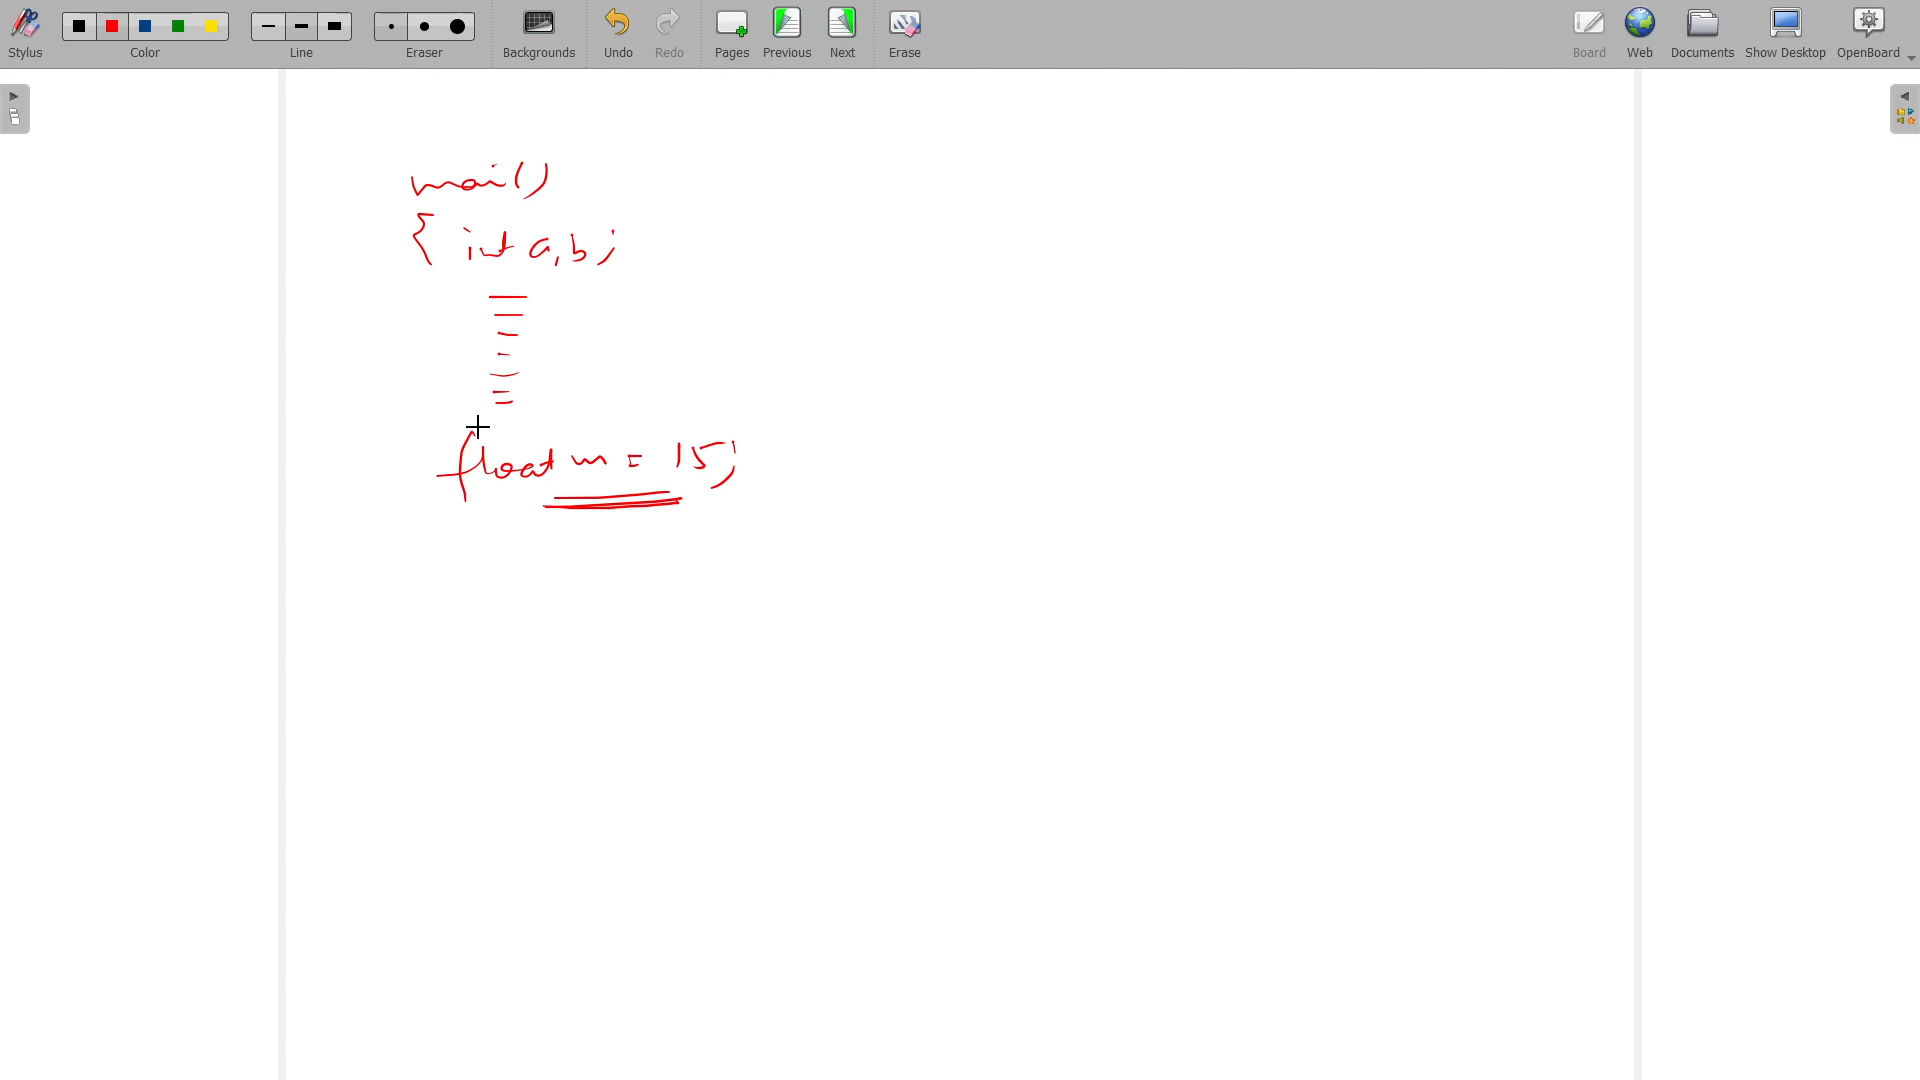 Stylus Color Line Eraser Backgrounds Undo Redo Pages Previous Next Erase Board Web Documents Show Desktop OpenBoard
mai()
{ int a, b;
float m = 15;